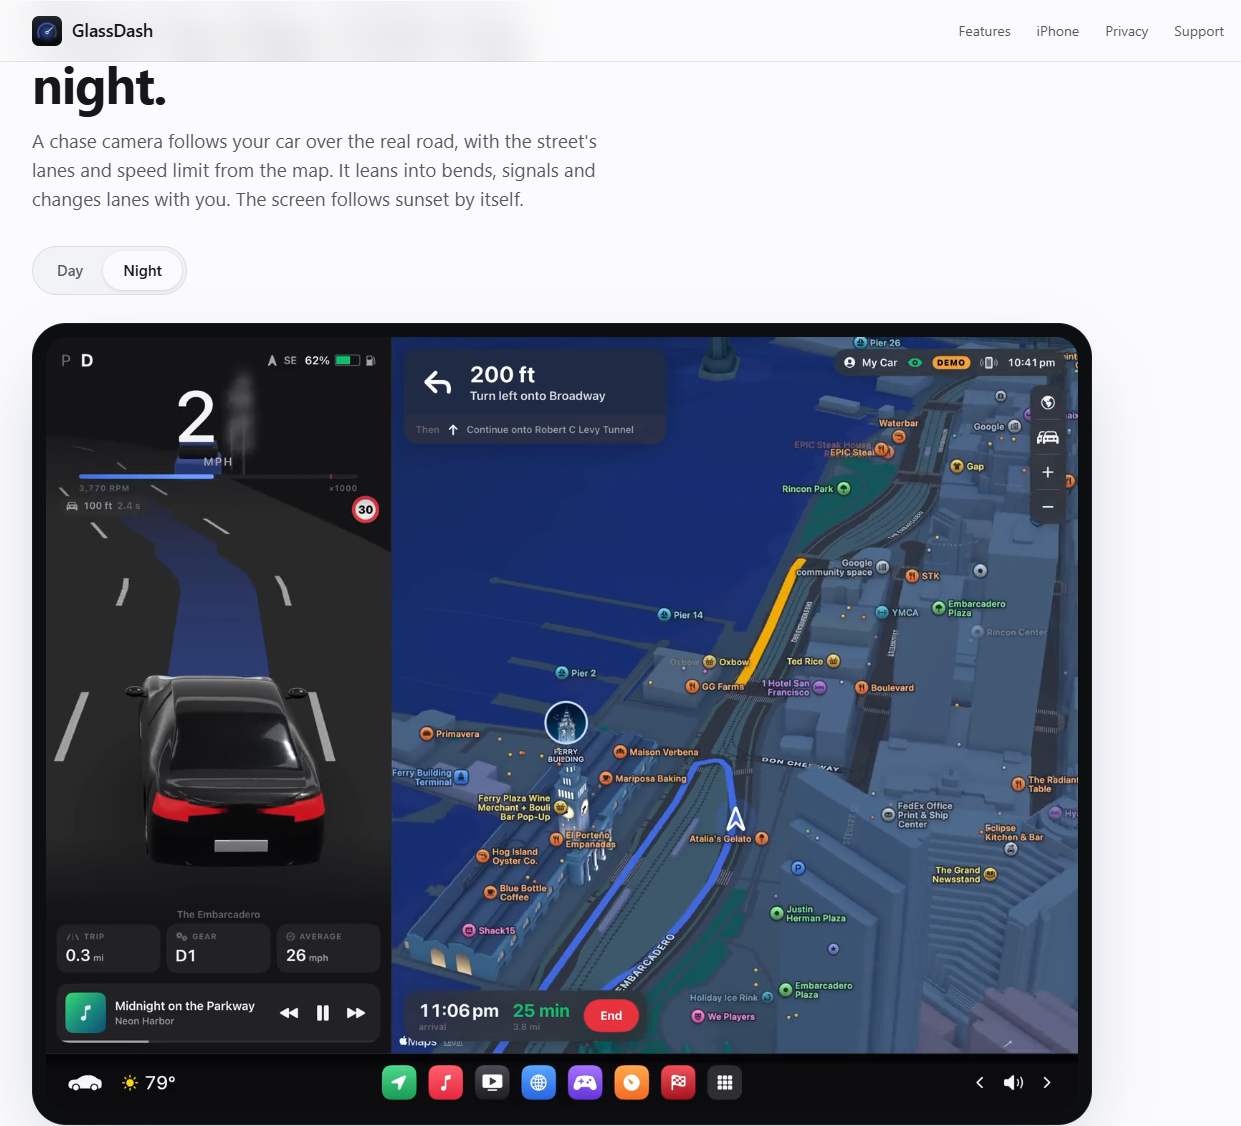 GlassDash
Features
iPhone
Privacy
Support
night.
A chase camera follows your car over the real road, with the street's
lanes and speed limit from the map. It leans into bends, signals and
changes lanes with you. The screen follows sunset by itself.
Day
Night
P D
SE 62%
2
MPH
3,770 RPM
×1000
100 ft 2.4 s
30
The Embarcadero
TRIP
0.3 mi
GEAR
D1
AVERAGE
26 mph
Midnight on the Parkway
Neon Harbor
200 ft
Turn left onto Broadway
Then
Continue onto Robert C Levy Tunnel
Pier 26
My Car
DEMO
10:41 pm
Waterbar
Google
EPIC Steak House
EPIC Steak
Gap
Rincon Park
THE EMBARCADERO
Google
community space
STK
Pier 14
YMCA
Embarcadero
Plaza
Rincon Center
Oxbow
Oxbow
Ted Rice
Pier 2
GG Farms
1 Hotel San
Francisco
Boulevard
Primavera
FERRY
BUILDING
Maison Verbena
DON CHEE WAY
Ferry Building
Terminal
Mariposa Baking
The Radiant
Table
Ferry Plaza Wine
Merchant + Bouli
Bar Pop-Up
FedEx Office
Print & Ship
Center
STEUART
El Porteño
Empanadas
Atalia's Gelato
Eclipse
Kitchen & Bar
Hog Island
Oyster Co.
P
The Grand
Newsstand
Blue Bottle
Coffee
Justin
Herman Plaza
Shack15
EMBARCADERO
Holiday Ice Rink
Embarcadero
Plaza
We Players
11:06 pm
arrival
25 min
3.8 mi
End
Maps
Legal
79°